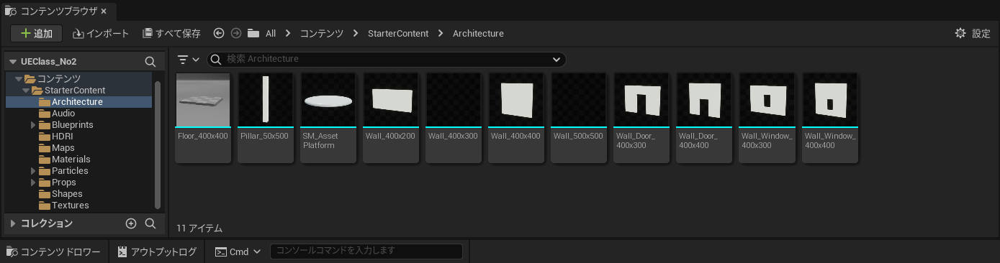 コンテンツブラウザ
追加 インポート すべて保存 All コンテンツ StarterContent Architecture 設定
UEClass_No2
検索 Architecture
コンテンツ
StarterContent
Architecture
Audio
Blueprints
HDRI
Maps
Materials
Particles
Props
Shapes
Textures
コレクション
Floor_400x400
Pillar_50x500
SM_Asset
Platform
Wall_400x200
Wall_400x300
Wall_400x400
Wall_500x500
Wall_Door_
400x300
Wall_Door_
400x400
Wall_Window_
400x300
Wall_Window_
400x400
11 アイテム
コンテンツ ドロワー アウトプットログ Cmd コンソールコマンドを入力します